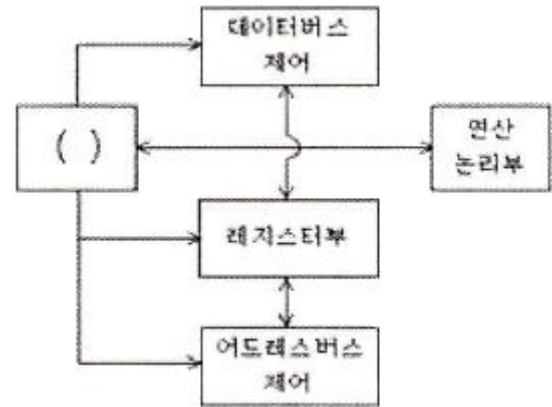 데이터버스
제어
( )
연산
논리부
레지스터부
어드레스버스
제어